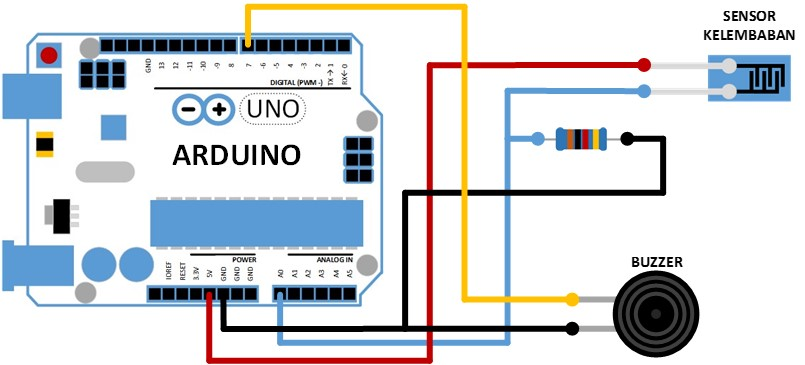 SENSOR
KELEMBABAN
GND
13
12
-11
-10
-9
8
7
-6
-5
4
-3
2
TX→1
RX←0
DIGITAL (PWM -)
UNO
ARDUINO
POWER
ANALOG IN
IOREF
RESET
3.3V
5V
GND
GND
GND
A0
A1
A2
A3
A4
A5
BUZZER